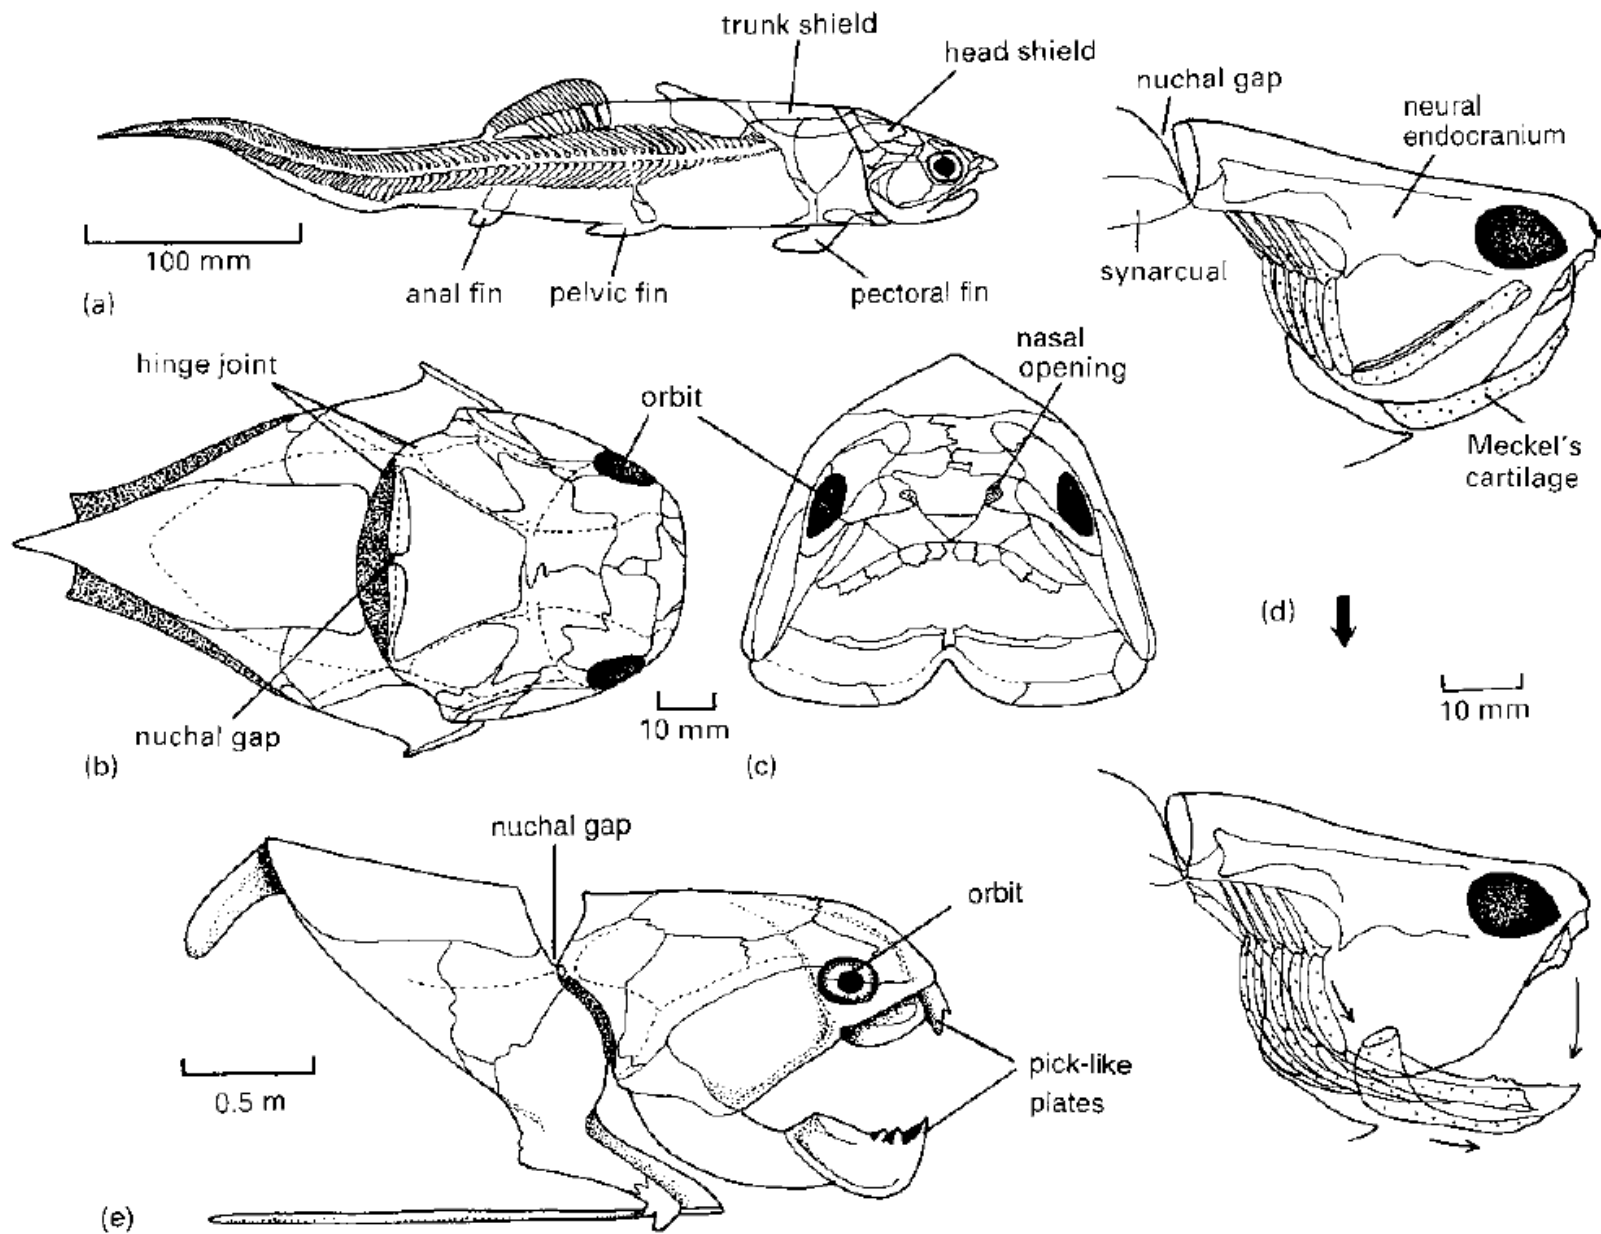 trunk shield
head shield
100 mm
(a)
anal fin
pelvic fin
pectoral fin
nuchal gap
neural
endocranium
synarcual
Meckel's
cartilage
hinge joint
orbit
nuchal gap
10 mm
(b)
nasal
opening
(c)
(d)
10 mm
nuchal gap
orbit
0.5 m
pick-like
plates
(e)